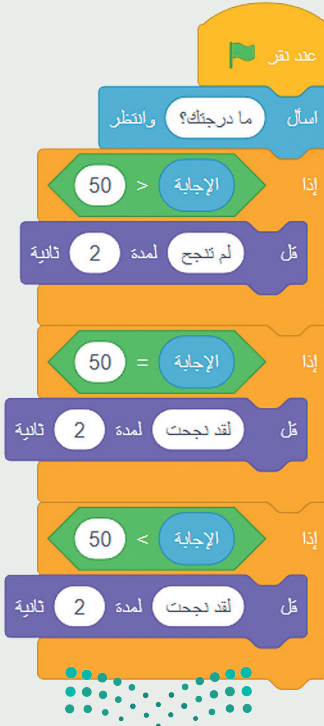 عند نقر
اسأل ما درجتك؟ وانتظر
إذا الإجابة < 50
قل لم تنجح لمدة 2 ثانية
إذا الإجابة = 50
قل لقد نجحت لمدة 2 ثانية
إذا الإجابة > 50
قل لقد نجحت لمدة 2 ثانية